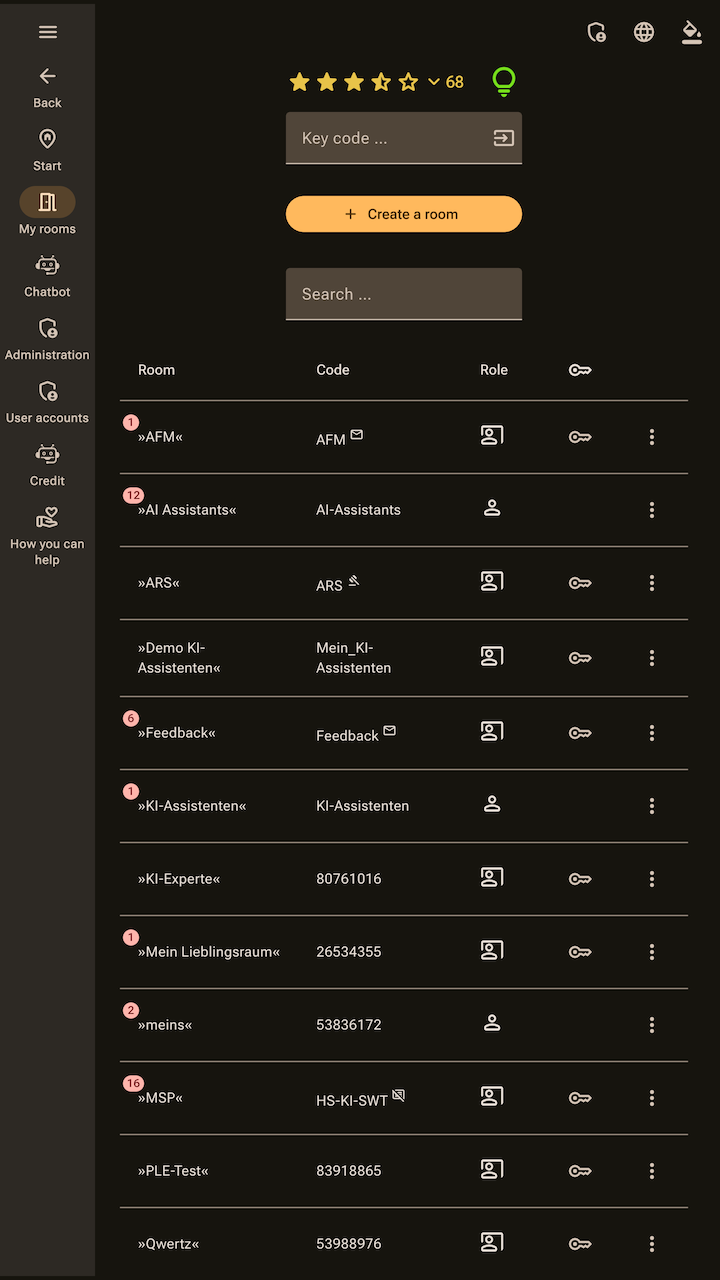 Back
Start
My rooms
Chatbot
Administration
User accounts
Credit
How you can
help
68
Key code ...
+ Create a room
Search ...
Room Code Role
1
»AFM« AFM
12
»AI Assistants« AI-Assistants
»ARS« ARS
»Demo KI- Mein_KI-
Assistenten« Assistenten
6
»Feedback« Feedback
1
»KI-Assistenten« KI-Assistenten
»KI-Experte« 80761016
1
»Mein Lieblingsraum« 26534355
2
»meins« 53836172
16
»MSP« HS-KI-SWT
»PLE-Test« 83918865
»Qwertz« 53988976